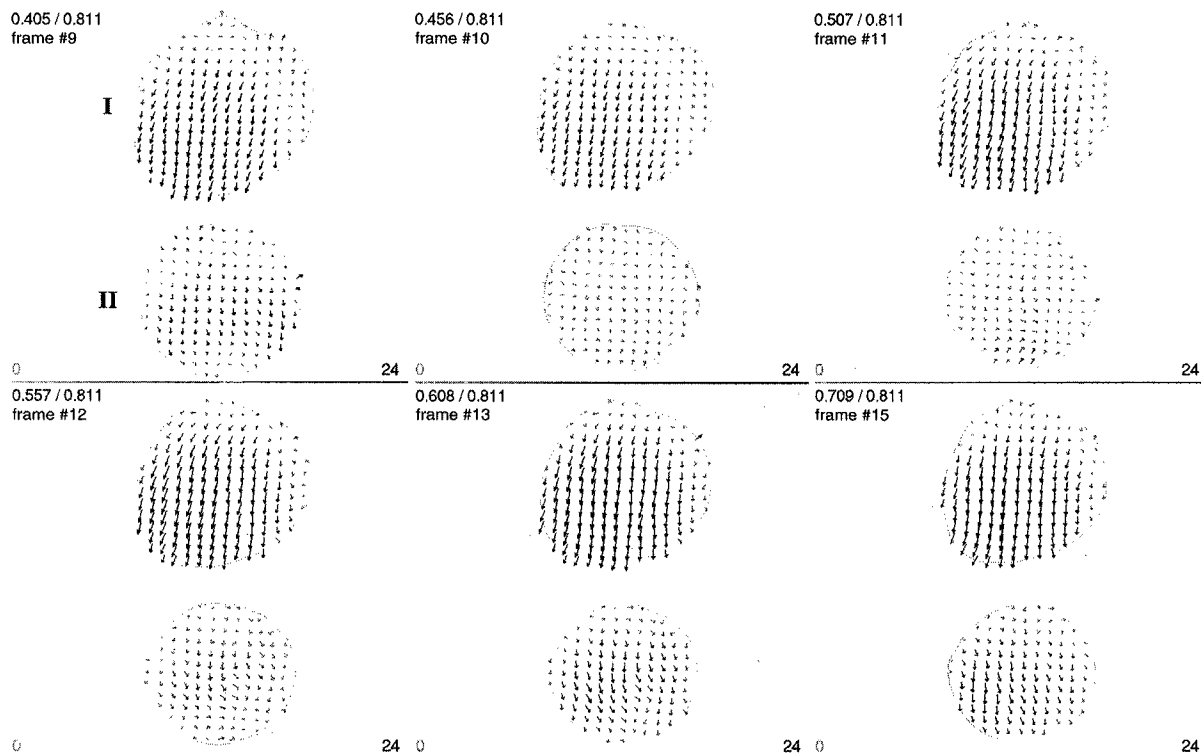 0.405 / 0.811
frame #9
I
II
0 24
0.456 / 0.811
frame #10
0 24
0.507 / 0.811
frame #11
0 24
0.557 / 0.811
frame #12
0 24
0.608 / 0.811
frame #13
0 24
0.709 / 0.811
frame #15
0 24